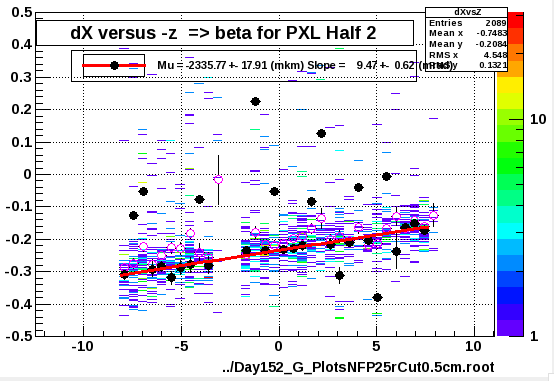 dXvsZ
Entries 2089
Mean x -0.7483
Mean y -0.2084
RMS x 4.548
0.1321
dX versus -z => beta for PXL Half 2
Mu = -2335.77 +- 17.91 (mkm) Slope = 9.47 +- 0.62
0.5
0.4
0.3
0.2
0.1
0
-0.1
-0.2
-0.3
-0.4
-0.5
-10
-5
0
5
10
10
1
../Day152_G_PlotsNFP25rCut0.5cm.root